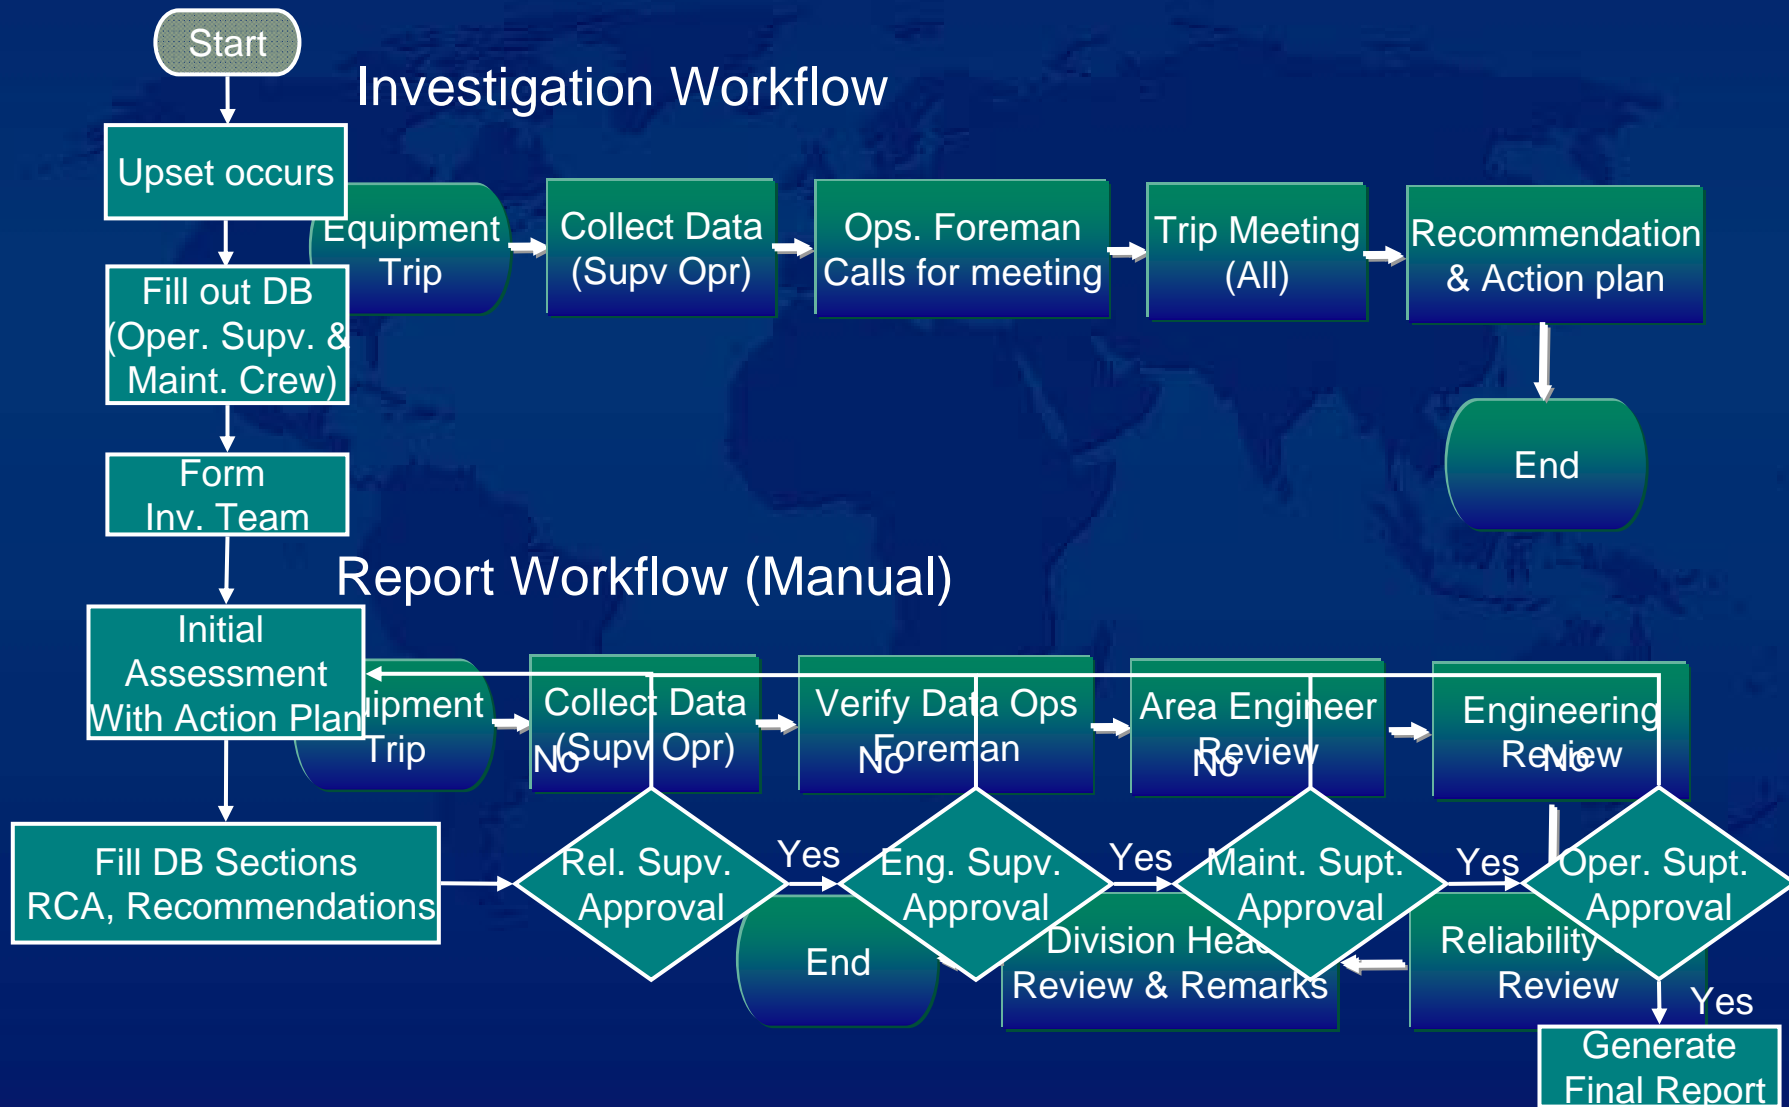 Start
Investigation Workflow
Upset occurs
Equipment
Trip
Collect Data
(Supv Opr)
Ops. Foreman
Calls for meeting
Trip Meeting
(All)
Recommendation
& Action plan
End
Fill out DB
(Oper. Supv. &
Maint. Crew)
Form
Inv. Team
Report Workflow (Manual)
Initial
Assessment
With Action Plan
ipment
Trip
Collect Data
(Supv Opr)
Verify Data Ops
Foreman
Area Engineer
Review
Engineering
Review
No
No
No
No
Fill DB Sections
RCA, Recommendations
Rel. Supv.
Approval
Yes
Eng. Supv.
Approval
Yes
Maint. Supt.
Approval
Yes
Oper. Supt.
Approval
End
Division Hea
Review & Remarks
Reliability
Review
Yes
Generate
Final Report